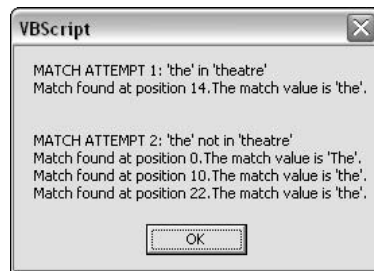 VBScript
MATCH ATTEMPT 1: 'the' in 'theatre'
Match found at position 14.The match value is 'the'.
MATCH ATTEMPT 2: 'the' not in 'theatre'
Match found at position 0.The match value is 'The'.
Match found at position 10.The match value is 'the'.
Match found at position 22.The match value is 'the'.
OK